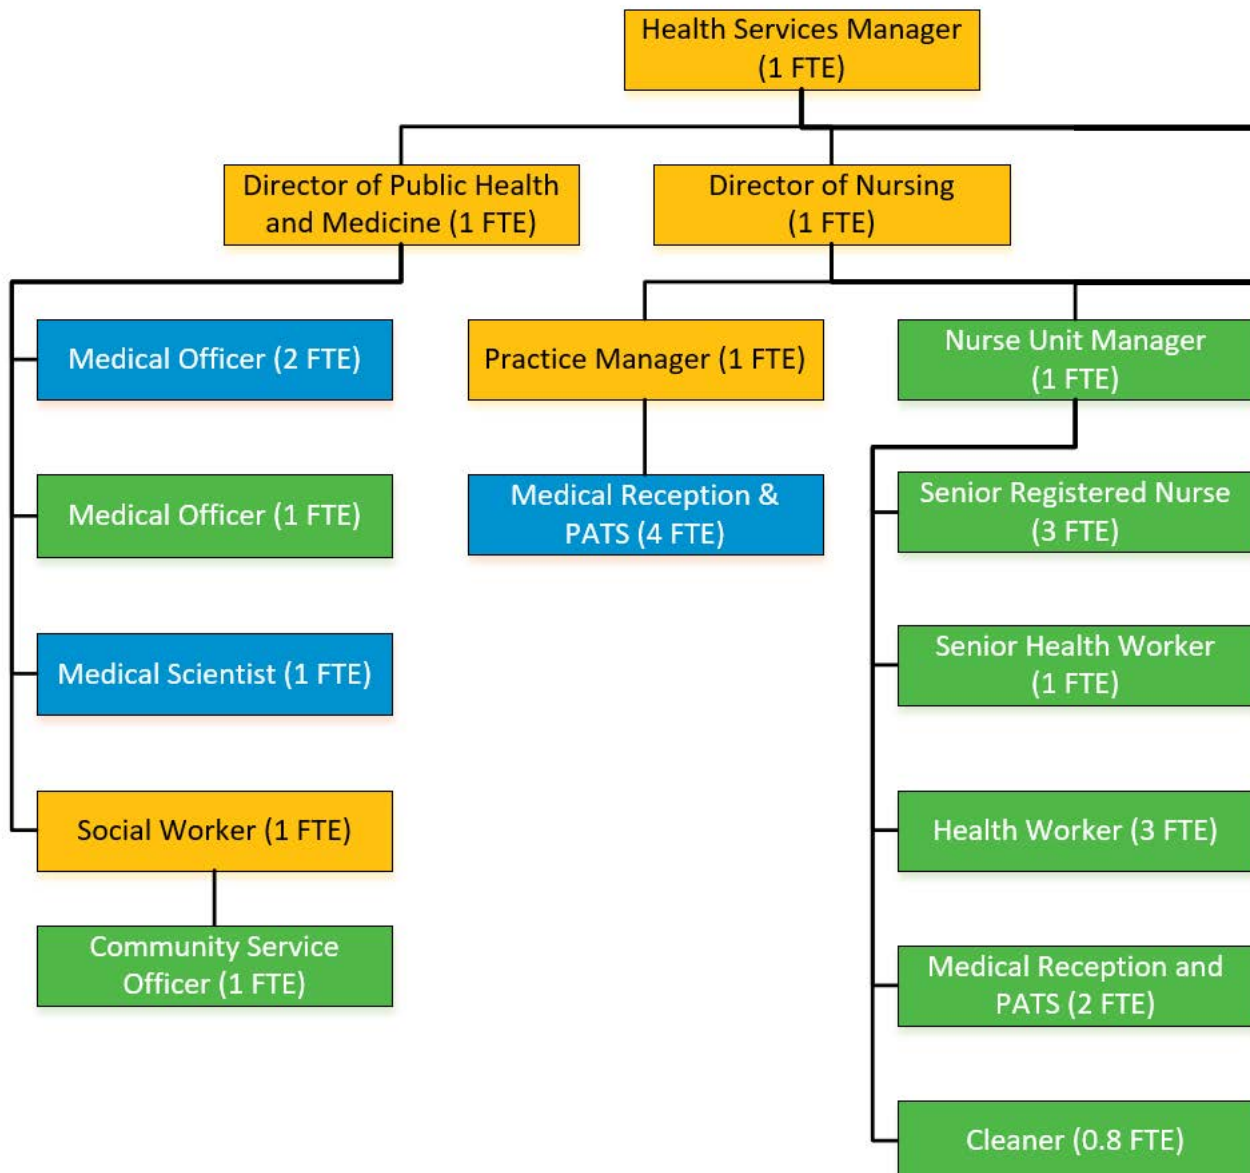 Health Services Manager
(1 FTE)
Director of Public Health
and Medicine (1 FTE)
Director of Nursing
(1 FTE)
Medical Officer (2 FTE)
Practice Manager (1 FTE)
Nurse Unit Manager
(1 FTE)
Medical Officer (1 FTE)
Medical Reception &
PATS (4 FTE)
Senior Registered Nurse
(3 FTE)
Medical Scientist (1 FTE)
Senior Health Worker
(1 FTE)
Social Worker (1 FTE)
Health Worker (3 FTE)
Community Service
Officer (1 FTE)
Medical Reception and
PATS (2 FTE)
Cleaner (0.8 FTE)